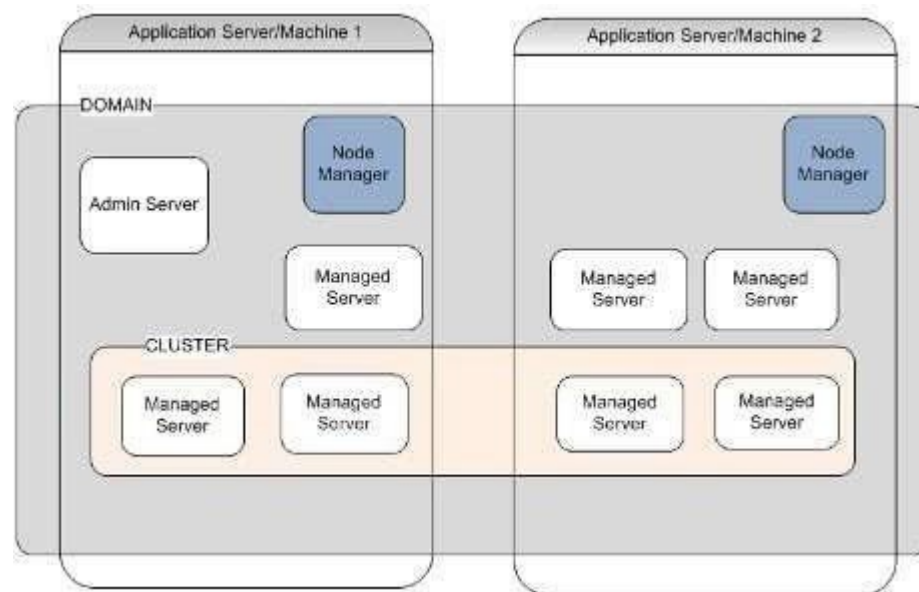 Application Server/Machine 1
Application Server/Machine 2
DOMAIN
Node
Manager
Node
Manager
Admin Server
Managed
Server
Managed
Server
Managed
Server
CLUSTER
Managed
Server
Managed
Server
Managed
Server
Managed
Server